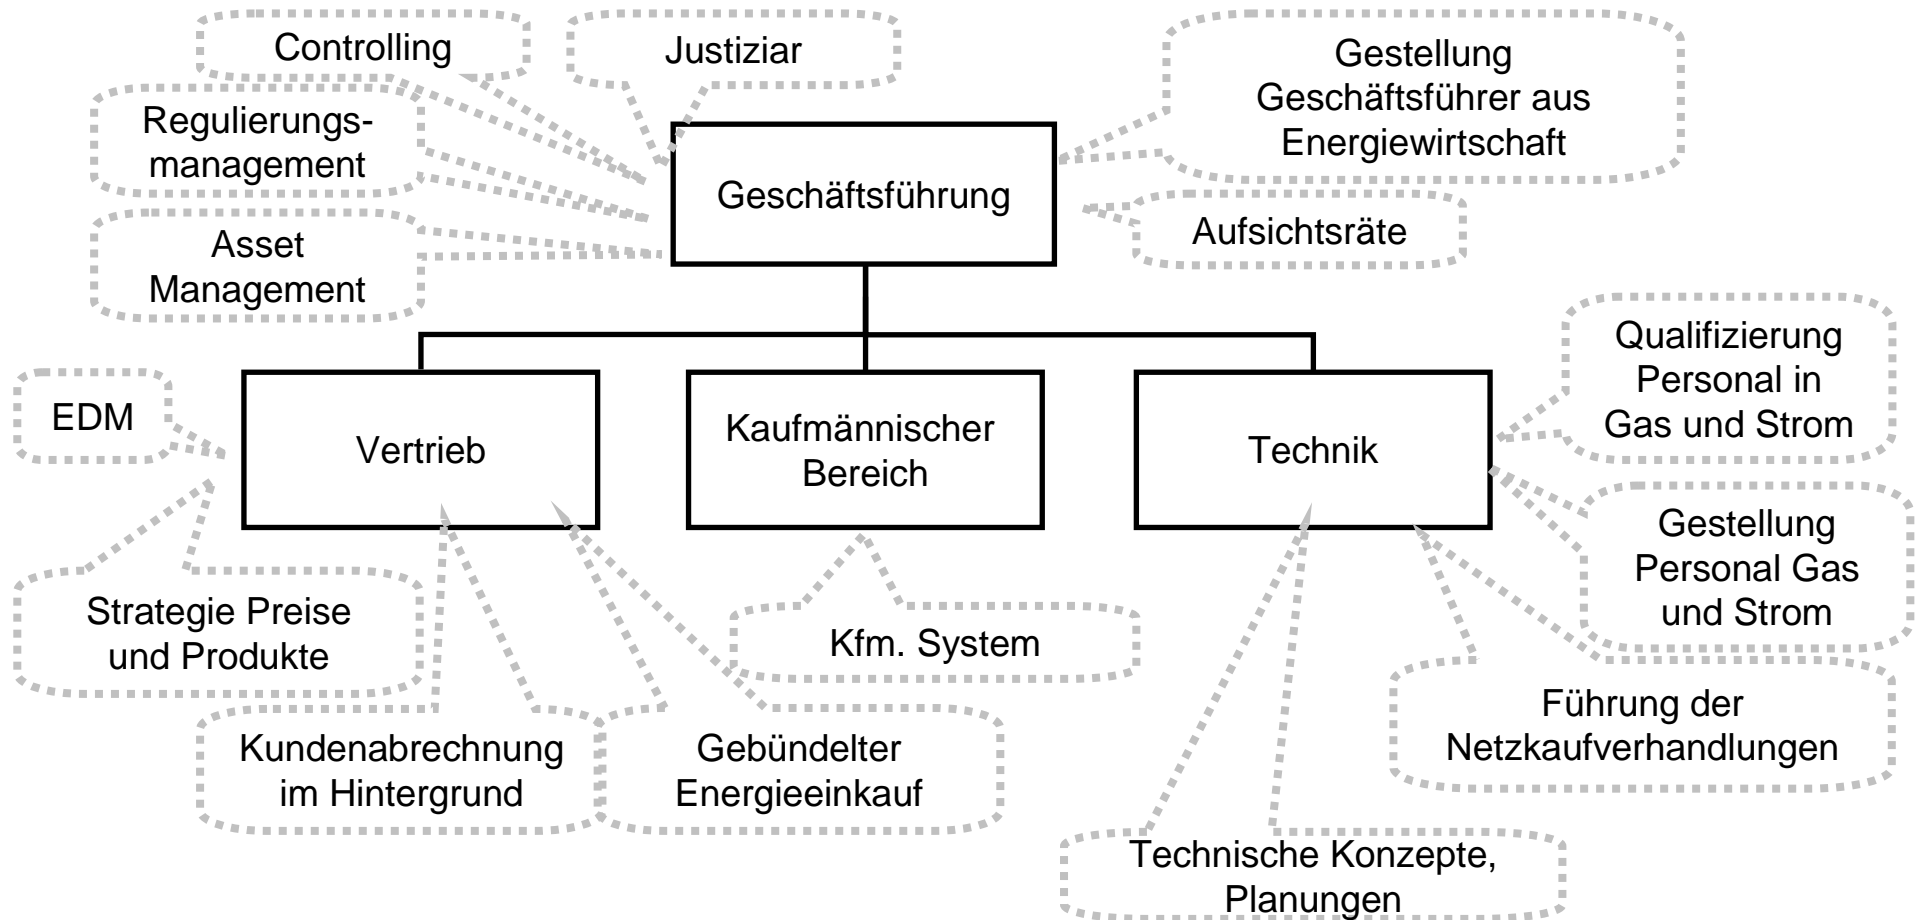 Controlling
Justiziar
Gestellung
Geschäftsführer aus
Energiewirtschaft
Regulierungs-
management
Geschäftsführung
Aufsichtsräte
Asset
Management
Qualifizierung
Personal in
Gas und Strom
EDM
Vertrieb
Kaufmännischer
Bereich
Technik
Gestellung
Personal Gas
und Strom
Strategie Preise
und Produkte
Kfm. System
Führung der
Netzkaufverhandlungen
Kundenabrechnung
im Hintergrund
Gebündelter
Energieeinkauf
Technische Konzepte,
Planungen